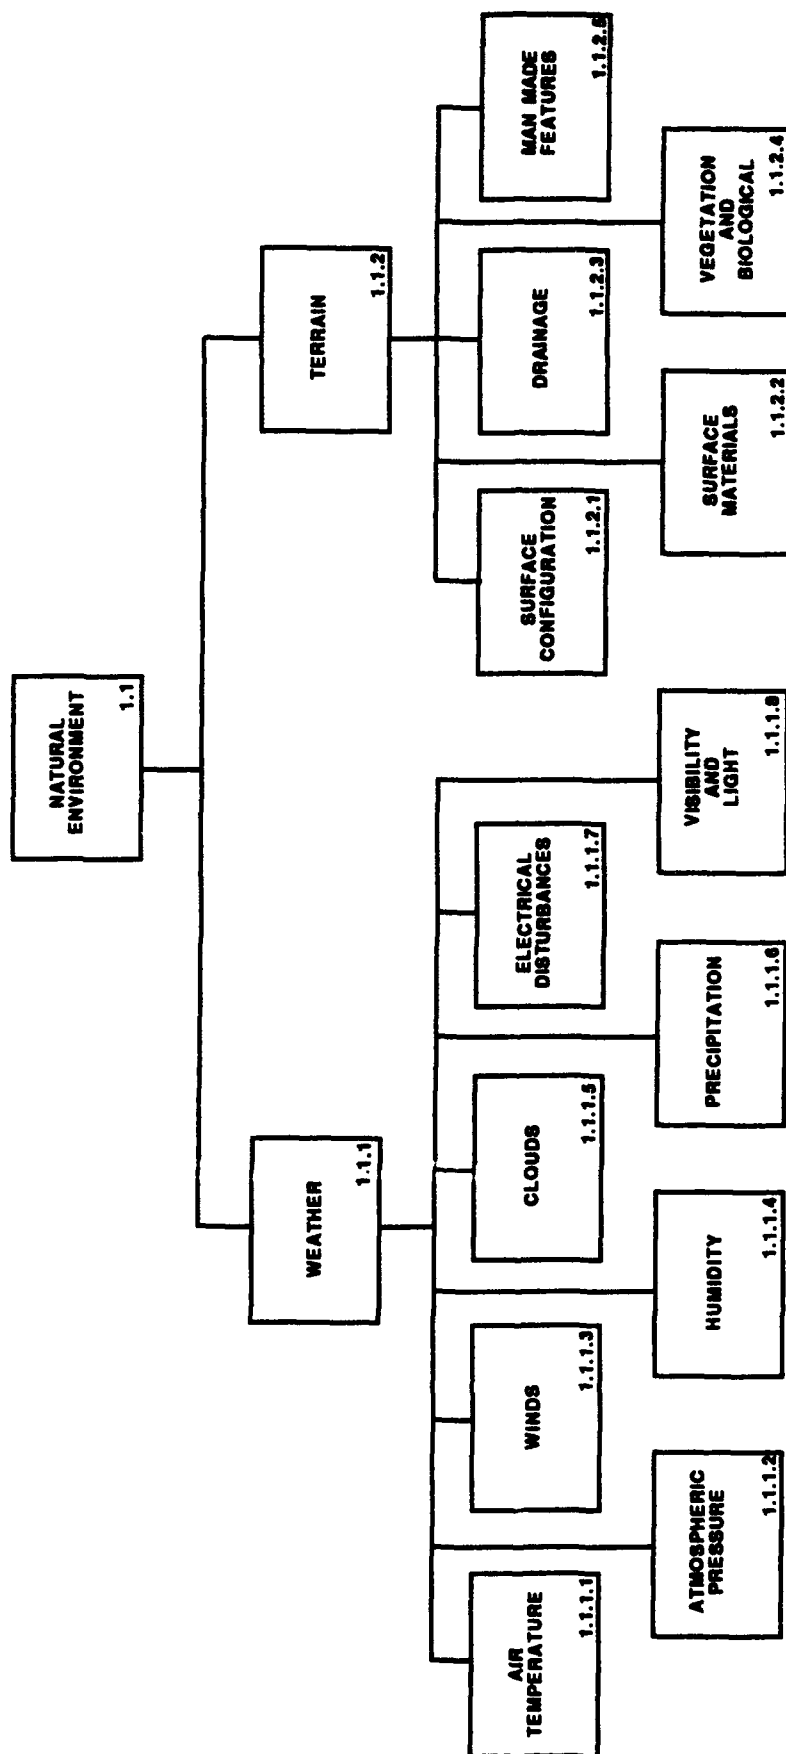 NATURAL
ENVIRONMENT
1.1
WEATHER
1.1.1
TERRAIN
1.1.2
AIR
TEMPERATURE
1.1.1.1
ATMOSPHERIC
PRESSURE
1.1.1.2
WINDS
1.1.1.3
HUMIDITY
1.1.1.4
CLOUDS
1.1.1.5
PRECIPITATION
1.1.1.6
ELECTRICAL
DISTURBANCES
1.1.1.7
VISIBILITY
AND
LIGHT
1.1.1.8
SURFACE
CONFIGURATION
1.1.2.1
SURFACE
MATERIALS
1.1.2.2
DRAINAGE
1.1.2.3
VEGETATION
AND
BIOLOGICAL
1.1.2.4
MAN MADE
FEATURES
1.1.2.5